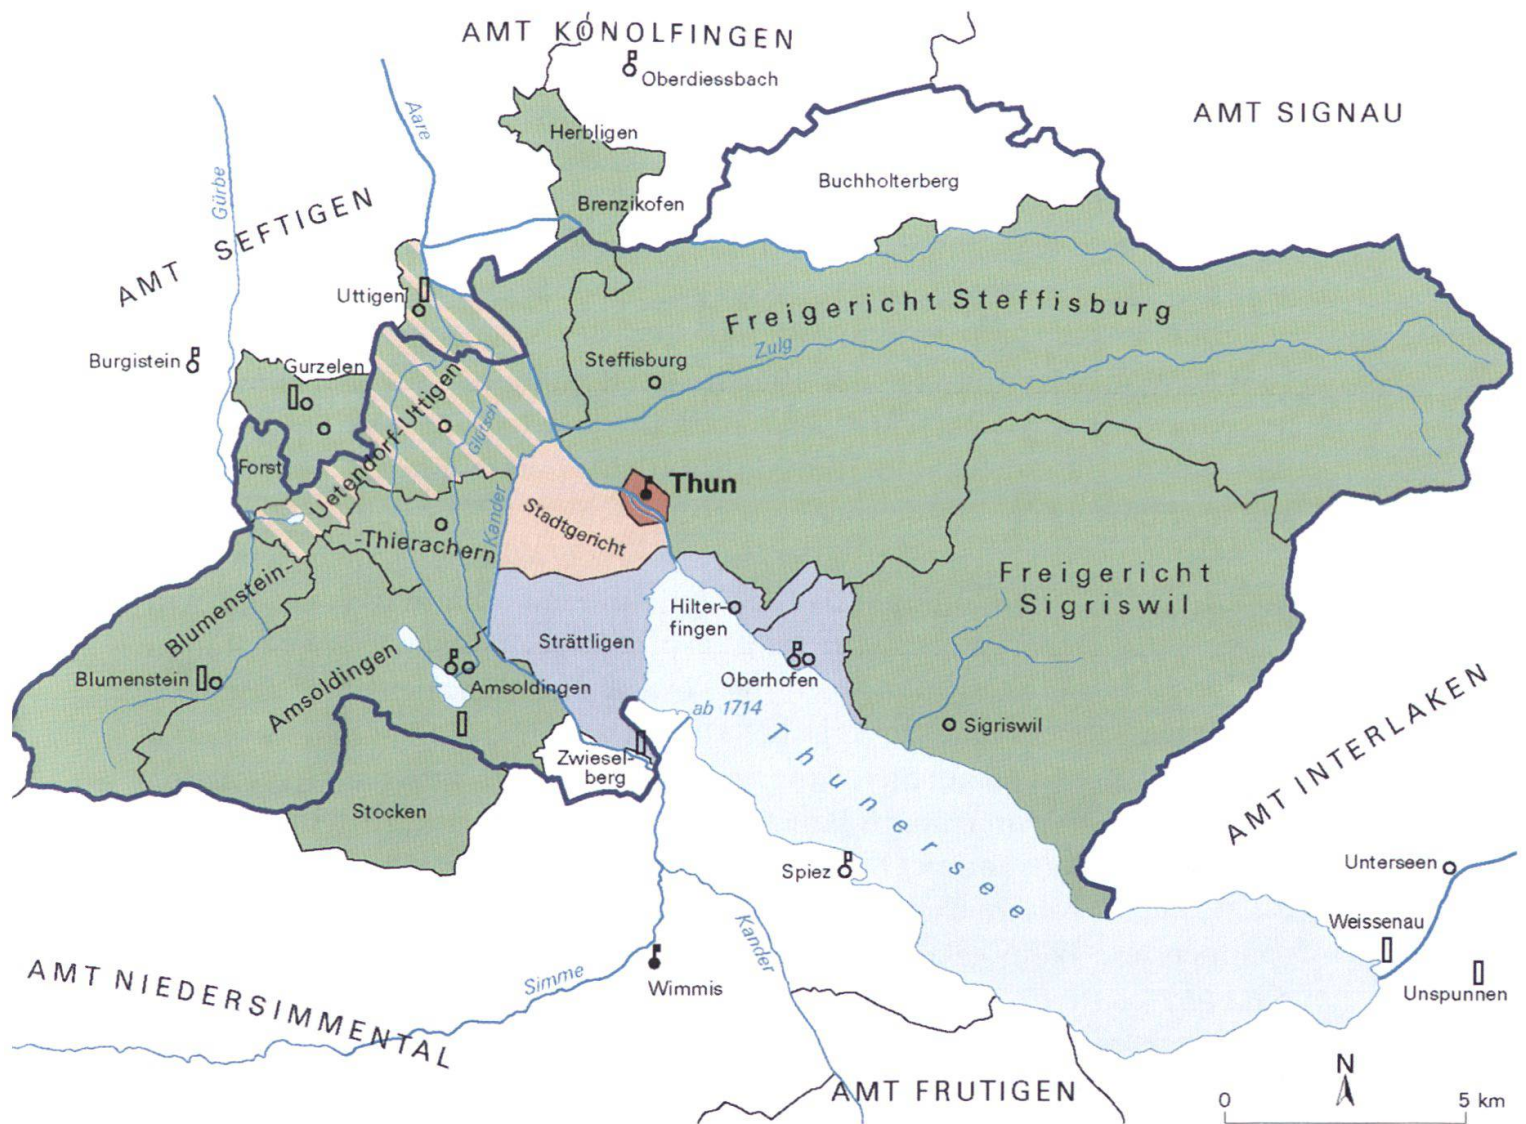 AMT KONOLFINGEN
Oberdiessbach
AMT SIGNAU
Aare
Herbligen
Gürbe
Buchholterberg
Brenzikofen
AMT SEFTIGEN
Uttigen
Freigericht Steffisburg
Burgistein
Gurzelen
Steffisburg
Zulg
Uetendorf-Uttigen-
Glütsch
Forst
Thun
Kander
Stadtgericht
-Thierachern
Freigericht
Sigriswil
Blumenstein-
Hilter-
fingen
Strättligen
Blumenstein
Amsoldingen
Amsoldingen
Oberhofen
ab 1714
Sigriswil
Thunersee
Zwiesel-
berg
AMT INTERLAKEN
Stocken
Spiez
Unterseen
Weissenau
Kander
AMT NIEDERSIMMENTAL
Simme
Wimmis
Unspunnen
N
AMT FRUTIGEN
0 5 km